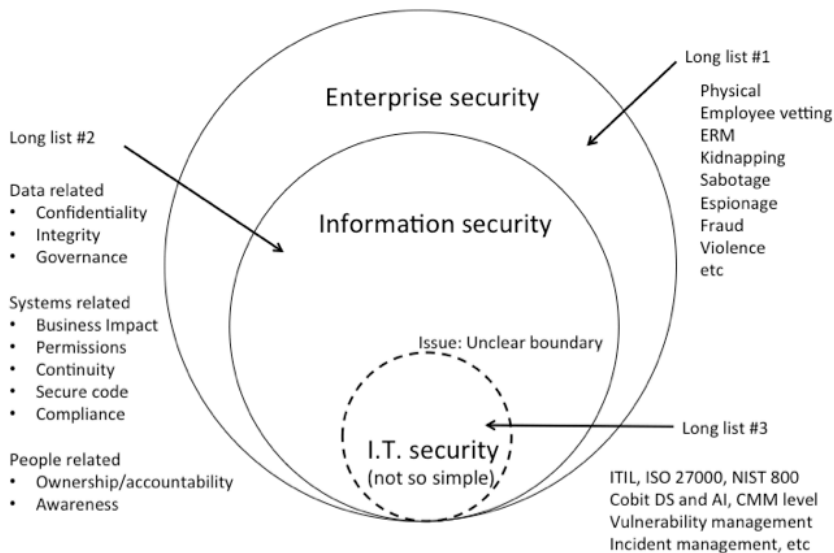 Enterprise security
Long list #1
Physical
Employee vetting
ERM
Kidnapping
Sabotage
Espionage
Fraud
Violence
etc
Long list #2
Data related
• Confidentiality
• Integrity
• Governance
Systems related
• Business Impact
• Permissions
• Continuity
• Secure code
• Compliance
People related
• Ownership/accountability
• Awareness
Information security
Issue: Unclear boundary
I.T. security
(not so simple)
Long list #3
ITIL, ISO 27000, NIST 800
Cobit DS and AI, CMM level
Vulnerability management
Incident management, etc